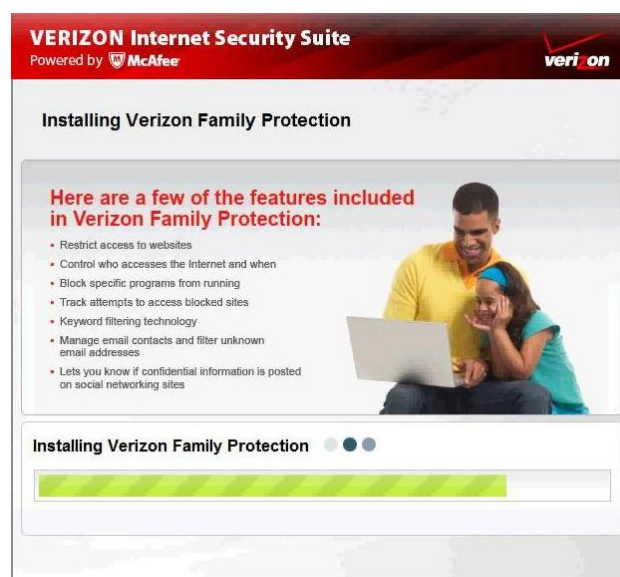 VERIZON Internet Security Suite
Powered by McAfee
verizon
Installing Verizon Family Protection
Here are a few of the features included
in Verizon Family Protection:
• Restrict access to websites
• Control who accesses the Internet and when
• Block specific programs from running
• Track attempts to access blocked sites
• Keyword filtering technology
• Manage email contacts and filter unknown
email addresses
• Lets you know if confidential information is posted
on social networking sites
Installing Verizon Family Protection